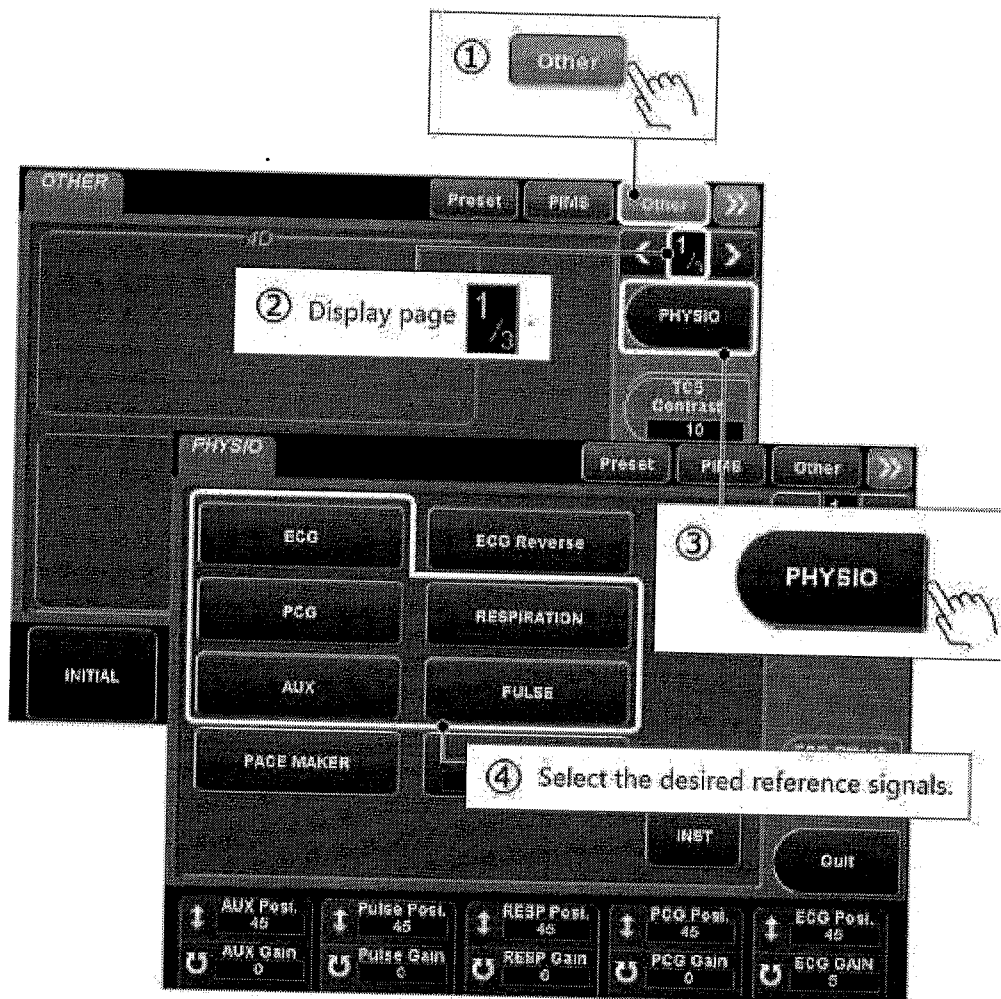 ① Other
OTHER
Preset
PIMS
Other
»
4D
< 1/3 >
② Display page 1/3 .
PHYSIO
TCS
Contrast
10
PHYSIO
Preset
PIMS
Other
»
ECG
ECG Reverse
③ PHYSIO
PCG
RESPIRATION
INITIAL
AUX
PULSE
PACE MAKER
④ Select the desired reference signals.
INST
Quit
AUX Posi.
45
Pulse Posi.
45
RESP Posi.
45
PCG Posi.
45
ECG Posi.
45
AUX Gain
0
Pulse Gain
0
RESP Gain
0
PCG Gain
0
ECG GAIN
5